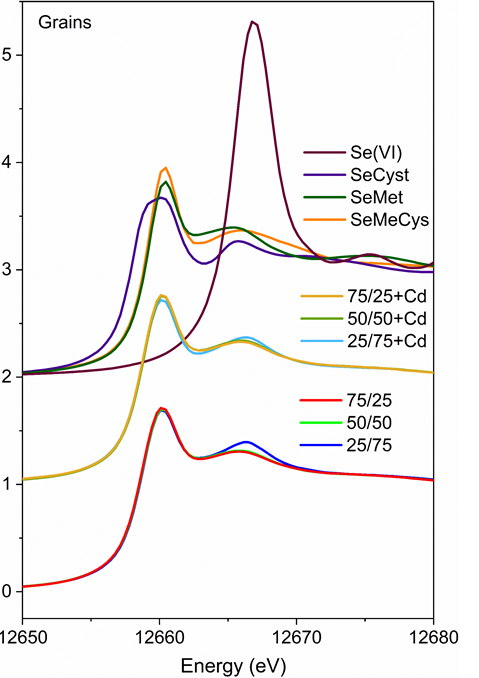 Grains
5
4
3
2
1
0
Se(VI)
SeCyst
SeMet
SeMeCys
75/25+Cd
50/50+Cd
25/75+Cd
75/25
50/50
25/75
12650 12660 12670 12680
Energy (eV)